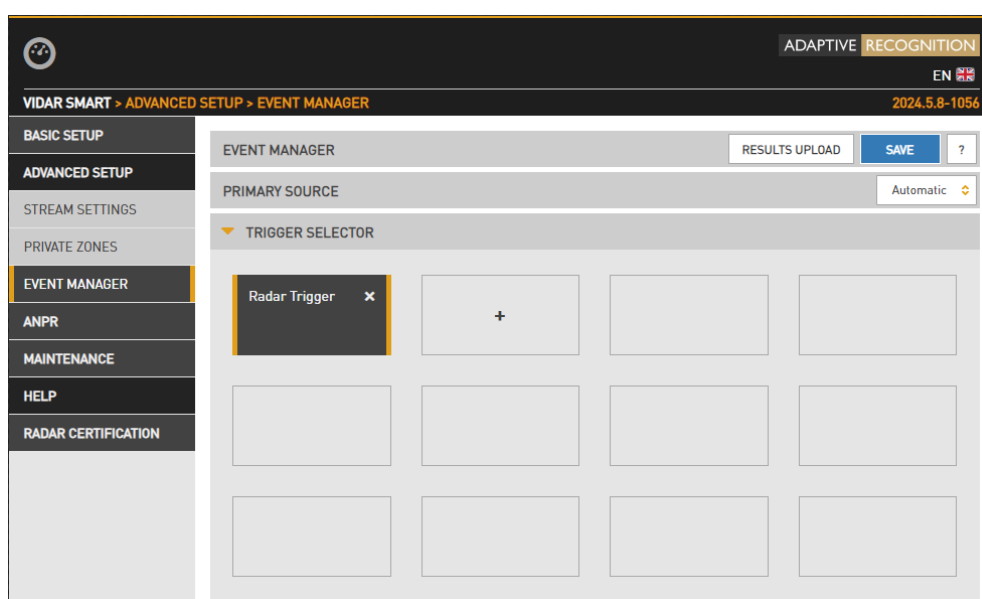 ADAPTIVE RECOGNITION
EN
VIDAR SMART > ADVANCED SETUP > EVENT MANAGER 2024.5.8-1056
BASIC SETUP
ADVANCED SETUP
STREAM SETTINGS
PRIVATE ZONES
EVENT MANAGER
ANPR
MAINTENANCE
HELP
RADAR CERTIFICATION
EVENT MANAGER RESULTS UPLOAD SAVE ?
PRIMARY SOURCE Automatic
TRIGGER SELECTOR
Radar Trigger ×
+